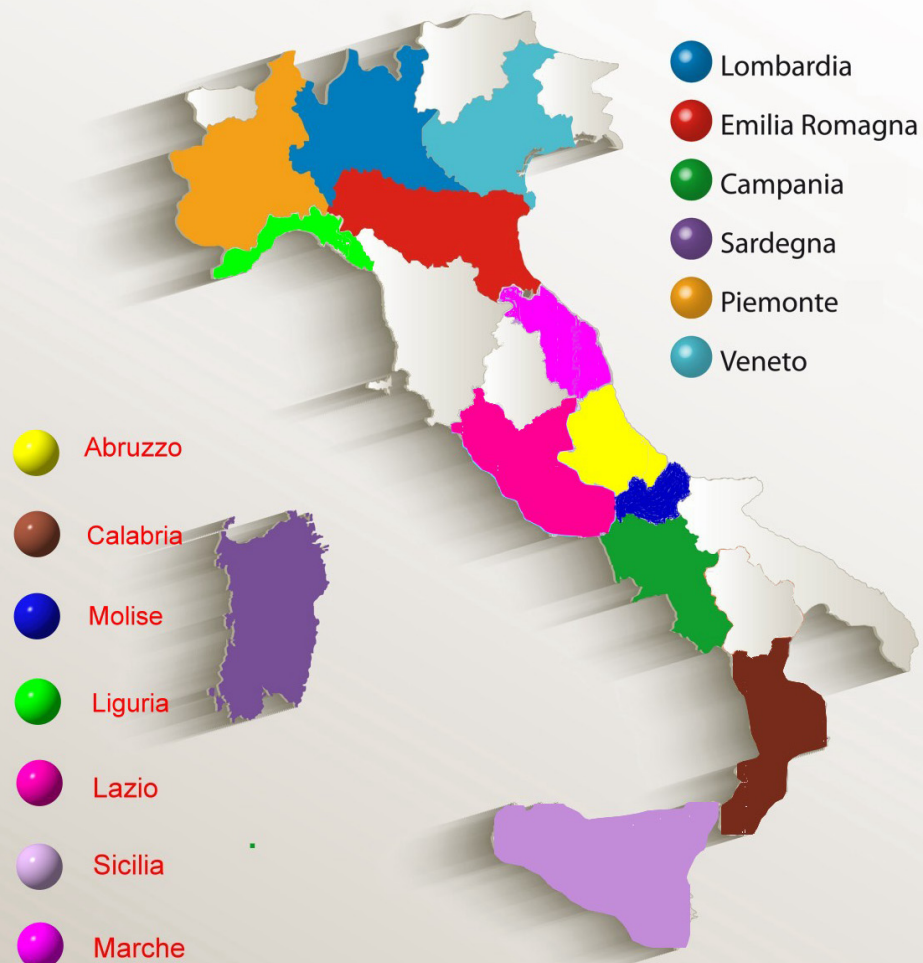 Lombardia
Emilia Romagna
Campania
Sardegna
Piemonte
Veneto
Abruzzo
Calabria
Molise
Liguria
Lazio
Sicilia
Marche